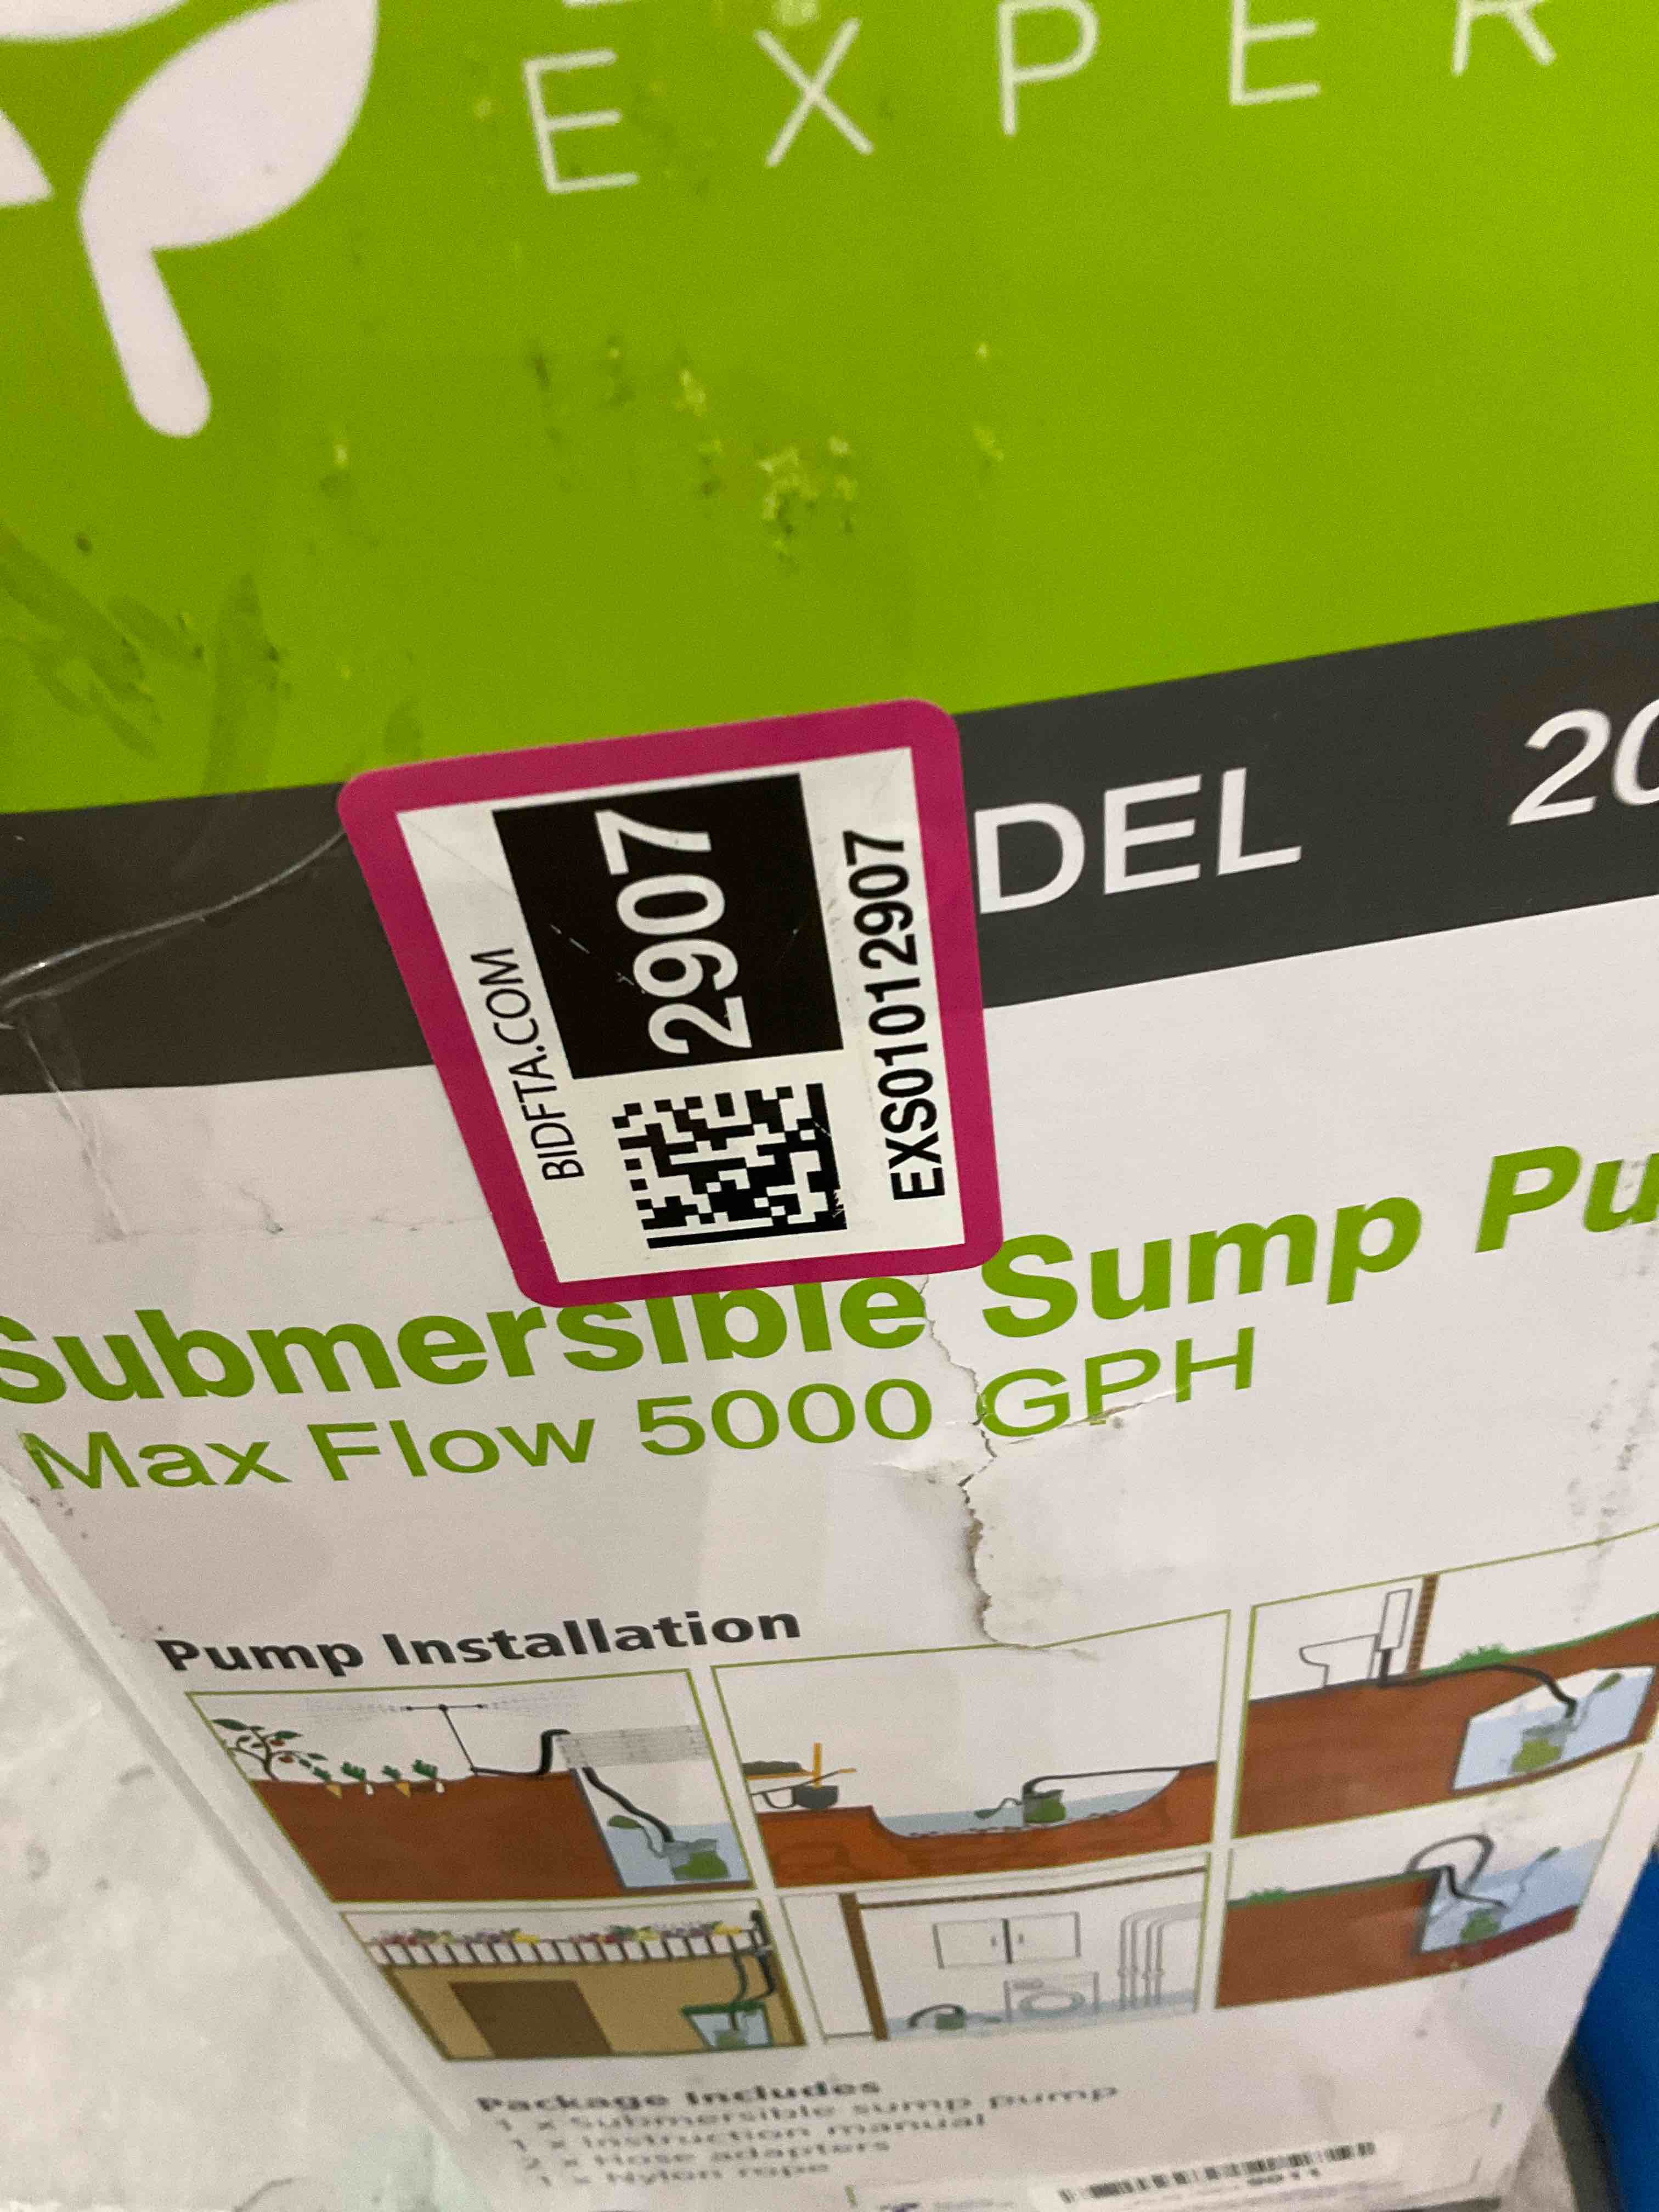 EXPER
DEL 20
BIDFTA.COM
2907
EXS01012907
Submersible Sump Pu
Max Flow 5000 GPH
Pump Installation
Package Includes
1 x Submersible sump pump
1 x Instruction manual
2 x Hose adapters
1 x Nylon rope